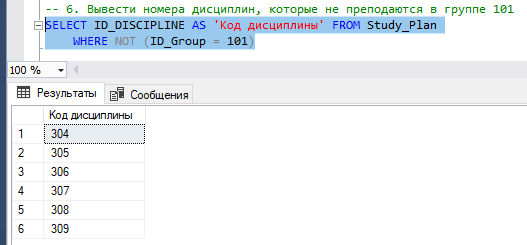 -- 6. Вывести номера дисциплин, которые не преподаются в группе 101
SELECT ID_DISCIPLINE AS 'Код дисциплины' FROM Study_Plan
WHERE NOT (ID_Group = 101)
100 %
Результаты Сообщения
Код дисциплины
1 304
2 305
3 306
4 307
5 308
6 309